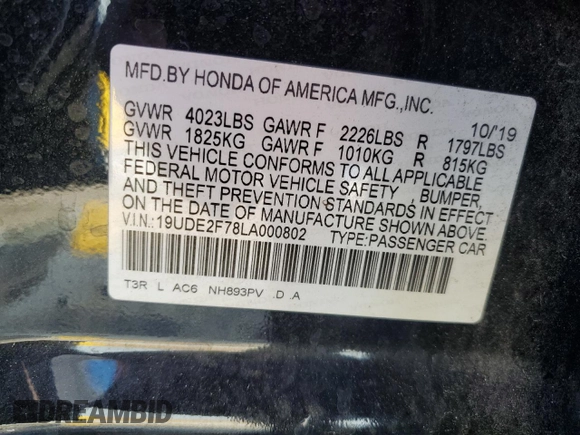 MFD.BY HONDA OF AMERICA MFG.,INC.
10/'19
GVWR 4023LBS GAWR F 2226LBS R 1797LBS
GVWR 1825KG GAWR F 1010KG R 815KG
THIS VEHICLE CONFORMS TO ALL APPLICABLE
FEDERAL MOTOR VEHICLE SAFETY , BUMPER,
AND THEFT PREVENTION STANDARDS IN EFFECT
ON THE DATE OF MANUFACTURE SHOWN ABOVE
V.I.N.:19UDE2F78LA000802 TYPE:PASSENGER CAR
T3R L AC6 NH893PV .D .A
DREAMBID